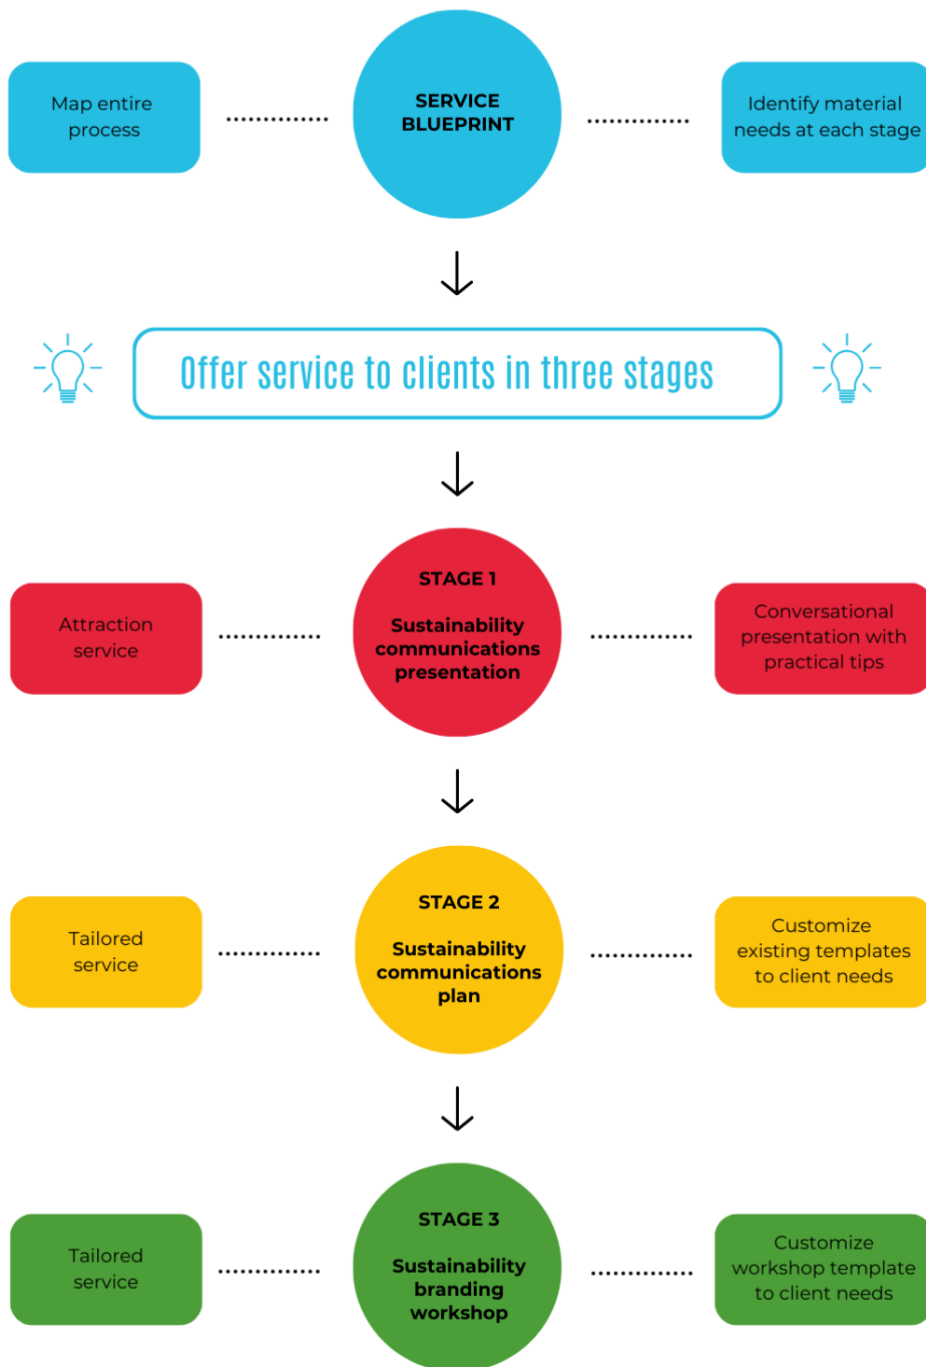 Map entire
process
SERVICE
BLUEPRINT
Identify material
needs at each stage
Offer service to clients in three stages
Attraction
service
STAGE 1
Sustainability
communications
presentation
Conversational
presentation with
practical tips
Tailored
service
STAGE 2
Sustainability
communications
plan
Customize
existing templates
to client needs
Tailored
service
STAGE 3
Sustainability
branding
workshop
Customize
workshop template
to client needs